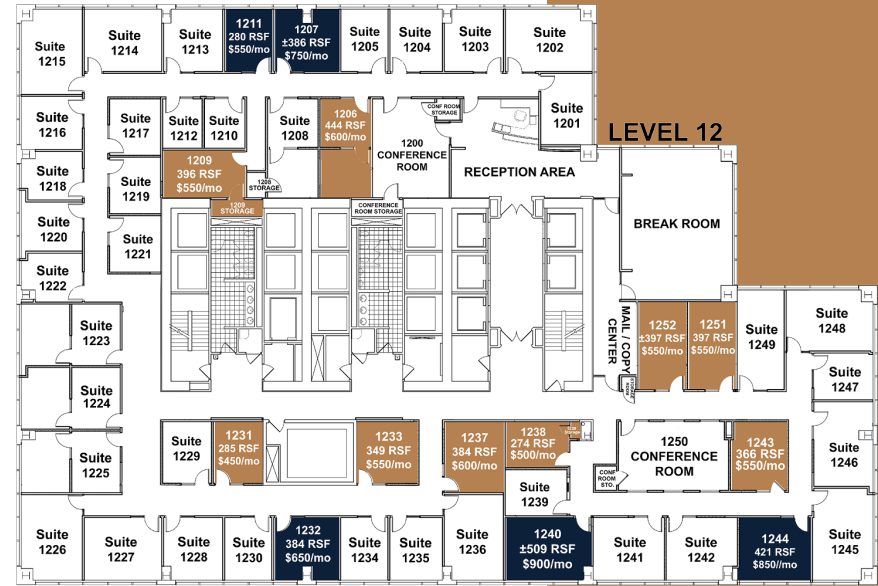 Suite
1215
Suite
1214
Suite
1213
1211
280 RSF
$550/mo
1207
±386 RSF
$750/mo
Suite
1205
Suite
1204
Suite
1203
Suite
1202
Suite
1216
Suite
1217
Suite
1212
Suite
1210
Suite
1208
1206
444 RSF
$600/mo
CONF ROOM
STORAGE
Suite
1201
LEVEL 12
1200
CONFERENCE
ROOM
RECEPTION AREA
1209
396 RSF
$550/mo
1208
STORAGE
Suite
1218
Suite
1219
1209
STORAGE
CONFERENCE
ROOM STORAGE
Suite
1220
Suite
1221
BREAK ROOM
Suite
1222
Suite
1223
MAIL / COPY
CENTER
STORAGE
ROOM
1252
±397 RSF
$550/mo
1251
397 RSF
$550//mo
Suite
1249
Suite
1248
Suite
1247
Suite
1224
Suite
1225
Suite
1229
1231
285 RSF
$450/mo
1233
349 RSF
$550/mo
1237
384 RSF
$600/mo
1238
274 RSF
$500/mo
1238
Storage
1250
CONFERENCE
ROOM
CONF
ROOM
STO.
1243
366 RSF
$550/mo
Suite
1246
Suite
1239
Suite
1226
Suite
1227
Suite
1228
Suite
1230
1232
384 RSF
$650/mo
Suite
1234
Suite
1235
Suite
1236
1240
±509 RSF
$900/mo
Suite
1241
Suite
1242
1244
421 RSF
$850//mo
Suite
1245